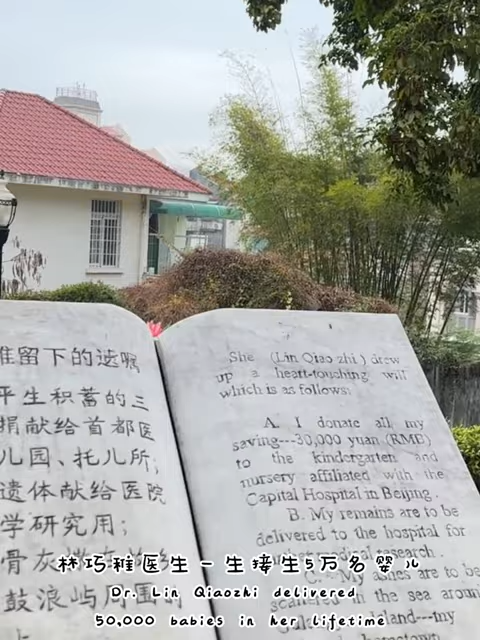 稚留下的遗嘱
平生积蓄的三
捐献给首都医
儿园、托儿所;
遗体献给医院
学研究用;
骨灰
鼓浪屿周围的
She (Lin Qiao zhi) drew
up a heart-touching will
which is as follows:
A. I donate all my
saving---30,000 yuan (RMB)
to the kindergarten and
nursery affiliated with the
Capital Hospital in Beijing.
B. My remains are to be
delivered to the hospital for
medical research.
C. My ashes are to be
scattered in the sea around
land---my
林巧稚医生 - 一生接生5万名婴儿
Dr. Lin Qiaozhi delivered
50,000 babies in her lifetime